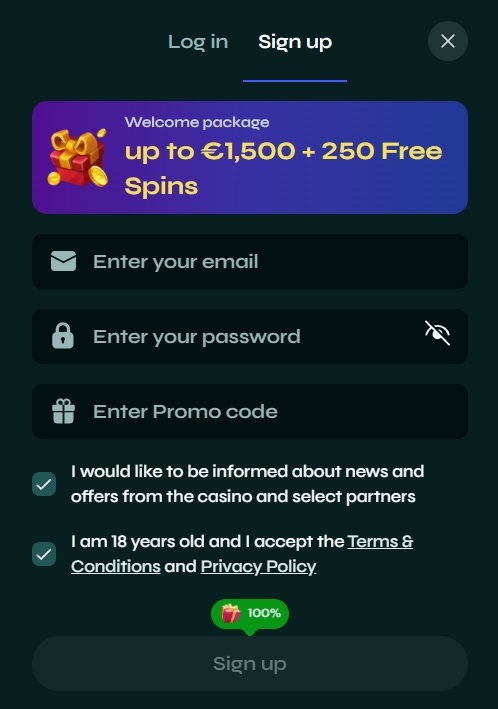 Log in
Sign up
Welcome package
up to €1,500 + 250 Free
Spins
Enter your email
Enter your password
Enter Promo code
I would like to be informed about news and
offers from the casino and select partners
I am 18 years old and I accept the Terms &
Conditions and Privacy Policy
100%
Sign up